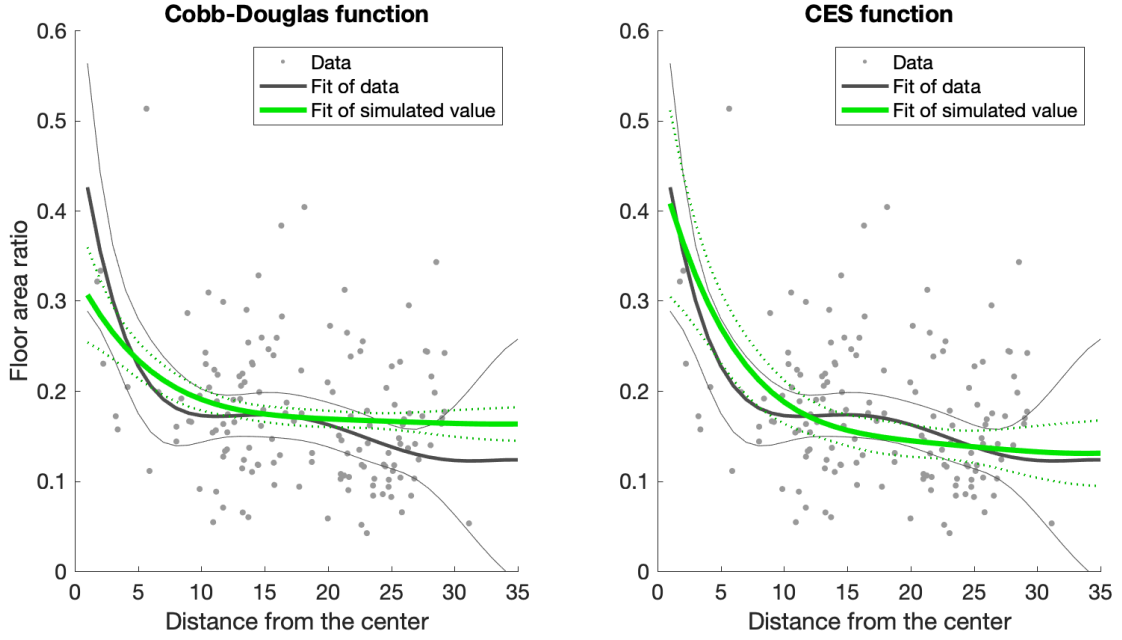 Cobb-Douglas function
0.6
0.5
0.4
0.3
0.2
0.1
0
Floor area ratio
Data
Fit of data
Fit of simulated value
0 5 10 15 20 25 30 35
Distance from the center
CES function
0.6
0.5
0.4
0.3
0.2
0.1
0
Data
Fit of data
Fit of simulated value
0 5 10 15 20 25 30 35
Distance from the center